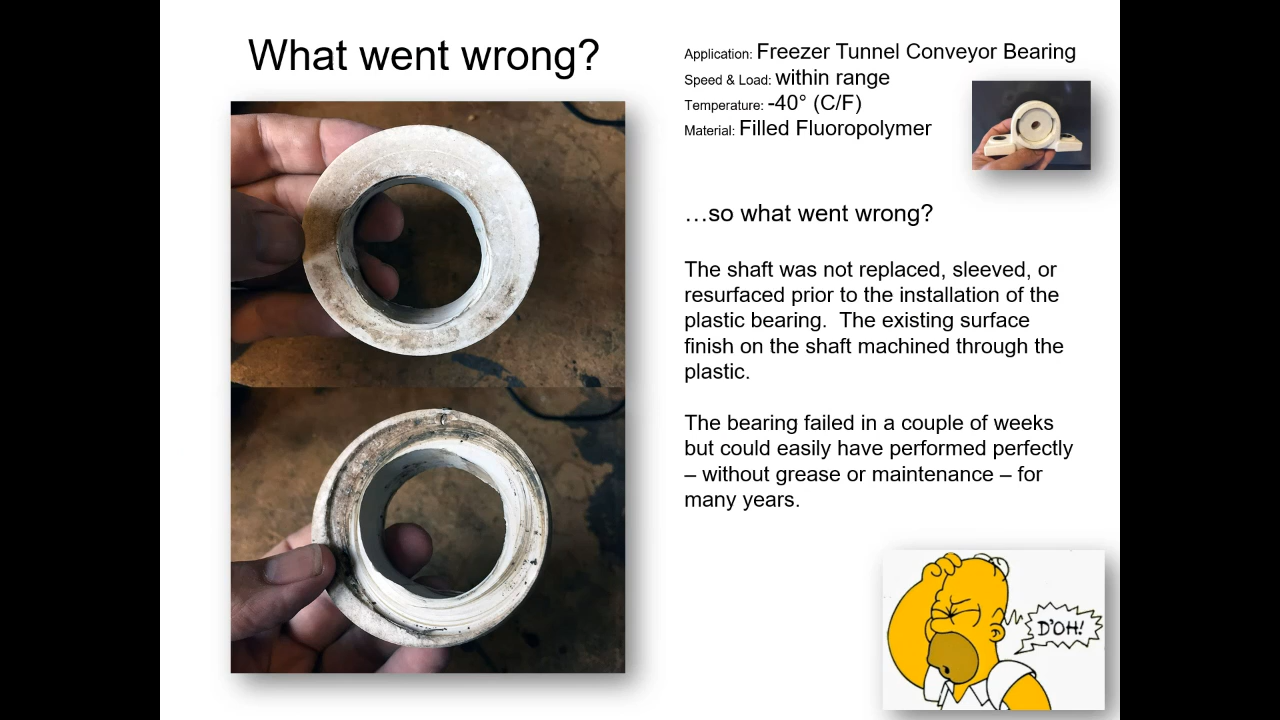 What went wrong?
Application: Freezer Tunnel Conveyor Bearing
Speed & Load: within range
Temperature: -40° (C/F)
Material: Filled Fluoropolymer
…so what went wrong?
The shaft was not replaced, sleeved, or
resurfaced prior to the installation of the
plastic bearing.  The existing surface
finish on the shaft machined through the
plastic.
The bearing failed in a couple of weeks
but could easily have performed perfectly
– without grease or maintenance – for
many years.
D'OH!